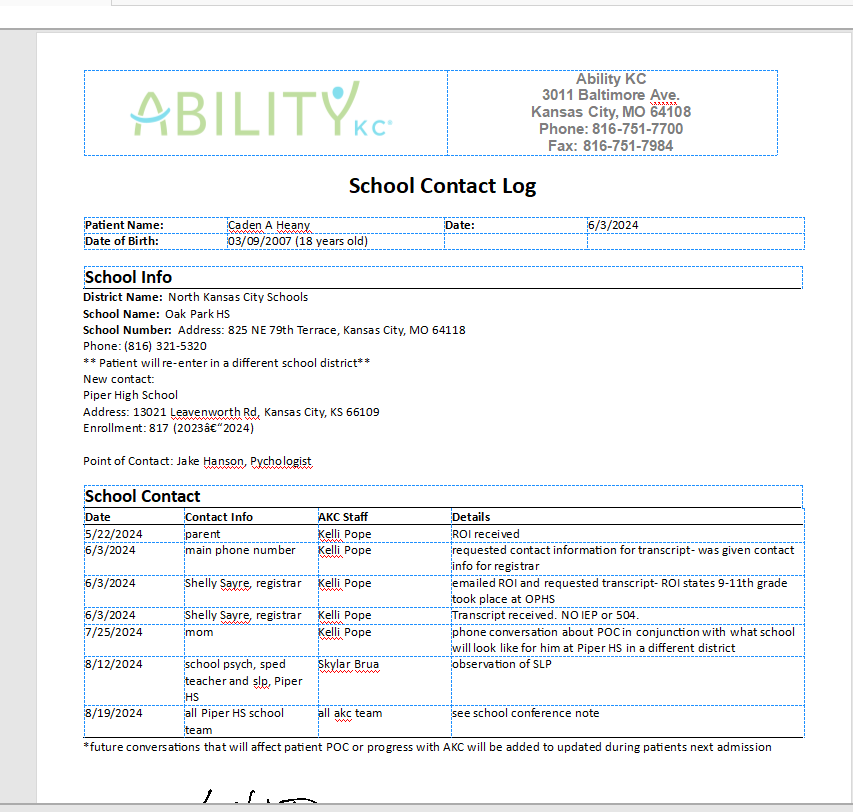 ABILITY KC®
Ability KC
3011 Baltimore Ave.
Kansas City, MO 64108
Phone: 816-751-7700
Fax: 816-751-7984
School Contact Log
Patient Name: Caden A Heany Date: 6/3/2024
Date of Birth: 03/09/2007 (18 years old)
School Info
District Name: North Kansas City Schools
School Name: Oak Park HS
School Number: Address: 825 NE 79th Terrace, Kansas City, MO 64118
Phone: (816) 321-5320
** Patient will re-enter in a different school district**
New contact:
Piper High School
Address: 13021 Leavenworth Rd, Kansas City, KS 66109
Enrollment: 817 (2023â€“2024)
Point of Contact: Jake Hanson, Pychologist
School Contact
Date Contact Info AKC Staff Details
5/22/2024 parent Kelli Pope ROI received
6/3/2024 main phone number Kelli Pope requested contact information for transcript- was given contact
info for registrar
6/3/2024 Shelly Sayre, registrar Kelli Pope emailed ROI and requested transcript- ROI states 9-11th grade
took place at OPHS
6/3/2024 Shelly Sayre, registrar Kelli Pope Transcript received. NO IEP or 504.
7/25/2024 mom Kelli Pope phone conversation about POC in conjunction with what school
will look like for him at Piper HS in a different district
8/12/2024 school psych, sped Skylar Brua observation of SLP
teacher and slp, Piper
HS
8/19/2024 all Piper HS school all akc team see school conference note
team
*future conversations that will affect patient POC or progress with AKC will be added to updated during patients next admission